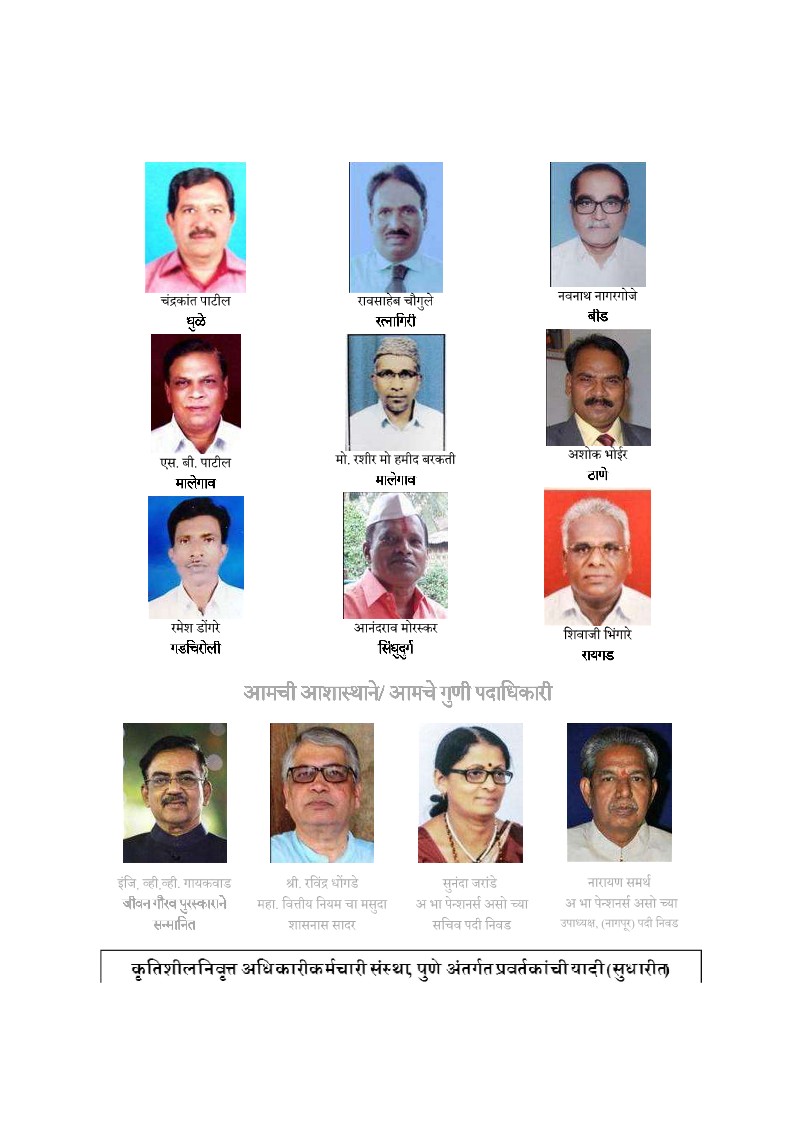 चंद्रकांत पाटील
धुळे
रावसाहेब चौगुले
रत्नागिरी
नवनाथ नागरगोजे
बीड
एस. बी. पाटील
मालेगाव
मो. रशीर मो हमीद बरकती
मालेगाव
अशोक भोईर
ठाणे
रमेश डोंगरे
गडचिरोली
आनंदराव मोरस्कर
सिंधुदुर्ग
शिवाजी भिंगारे
रायगड
आमची आशास्थाने/ आमचे गुणी पदाधिकारी
इंजि, व्ही.व्ही. गायकवाड
जीवन गौरव पुरस्काराने
सन्मानित
श्री. रविंद्र धोंगडे
महा. वित्तीय नियम चा मसुदा
शासनास सादर
सुनंदा जरांडे
अ भा पेन्शनर्स असो च्या
सचिव पदी निवड
नारायण समर्थ
अ भा पेन्शनर्स असो च्या
उपाध्यक्ष, (नागपूर) पदी निवड
कृतिशील निवृत्त अधिकारी कर्मचारी संस्था, पुणे अंतर्गत प्रवर्तकांची यादी (सुधारीत)